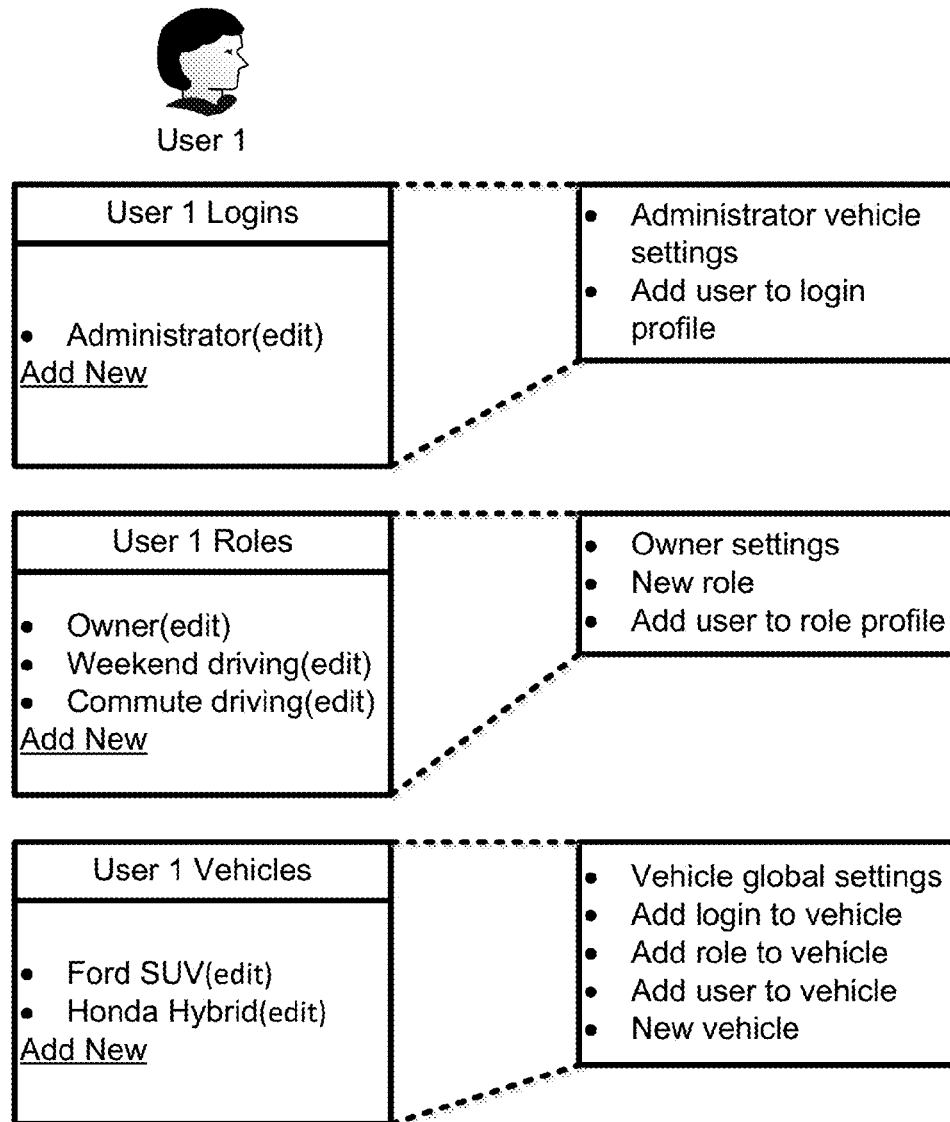 User 1
User 1 Logins
• Administrator(edit)
Add New
• Administrator vehicle
settings
• Add user to login
profile
User 1 Roles
• Owner(edit)
• Weekend driving(edit)
• Commute driving(edit)
Add New
• Owner settings
• New role
• Add user to role profile
User 1 Vehicles
• Ford SUV(edit)
• Honda Hybrid(edit)
Add New
• Vehicle global settings
• Add login to vehicle
• Add role to vehicle
• Add user to vehicle
• New vehicle